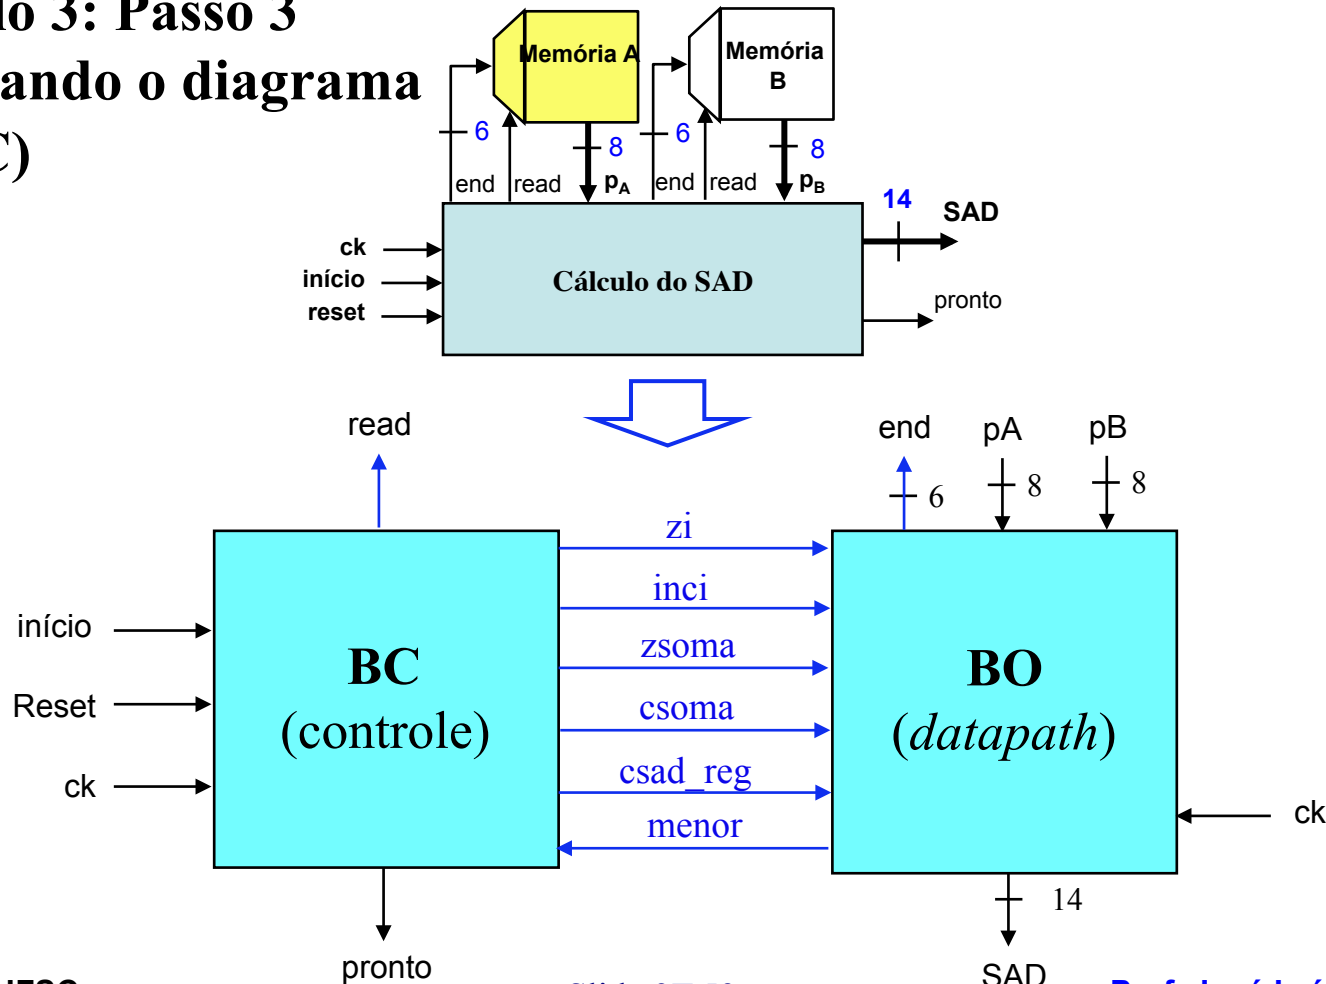 lo 3: Passo 3
ando o diagrama
C)
Memória A
Memória
B
6
8
6
8
end
read
pA
end
read
pB
14
SAD
ck
início
reset
Cálculo do SAD
pronto
read
end
pA
pB
6
8
8
zi
inci
zsoma
csoma
csad_reg
menor
início
Reset
ck
BC
(controle)
BO
(datapath)
ck
14
pronto
SAD